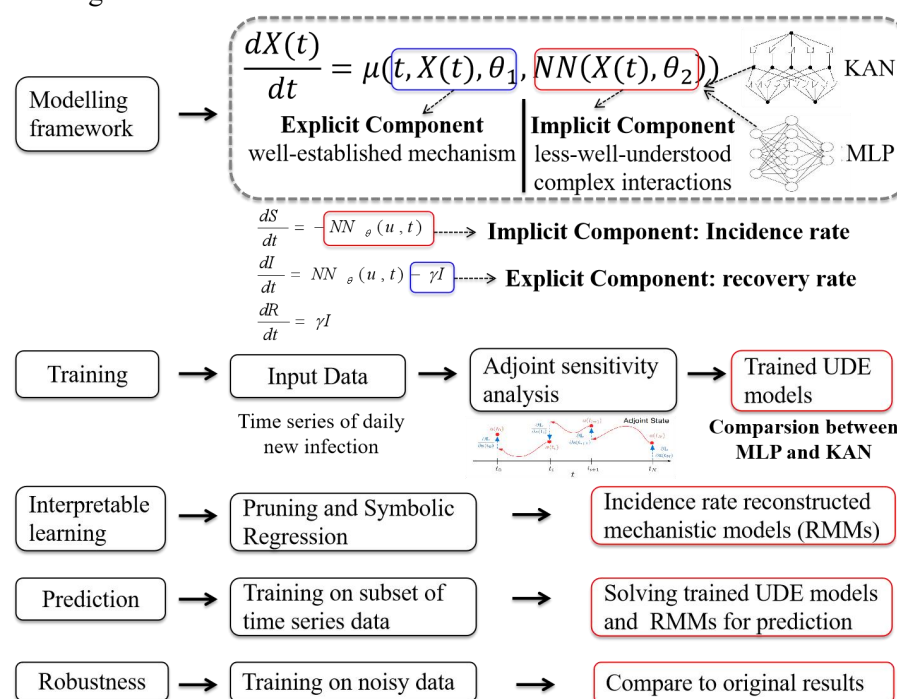 dX(t)/dt = μ(t, X(t), θ₁, NN(X(t), θ₂))
KAN
Modelling
framework
Explicit Component
well-established mechanism
Implicit Component
less-well-understood
complex interactions
MLP
dS/dt = − NN θ (u , t)
Implicit Component: Incidence rate
dI/dt = NN θ (u , t) − γI
Explicit Component: recovery rate
dR/dt = γI
Training
Input Data
Adjoint sensitivity
analysis
Trained UDE
models
Time series of daily
new infection
Adjoint State
t
Comparsion between
MLP and KAN
Interpretable
learning
Pruning and Symbolic
Regression
Incidence rate reconstructed
mechanistic models (RMMs)
Prediction
Training on subset of
time series data
Solving trained UDE models
and RMMs for prediction
Robustness
Training on noisy data
Compare to original results